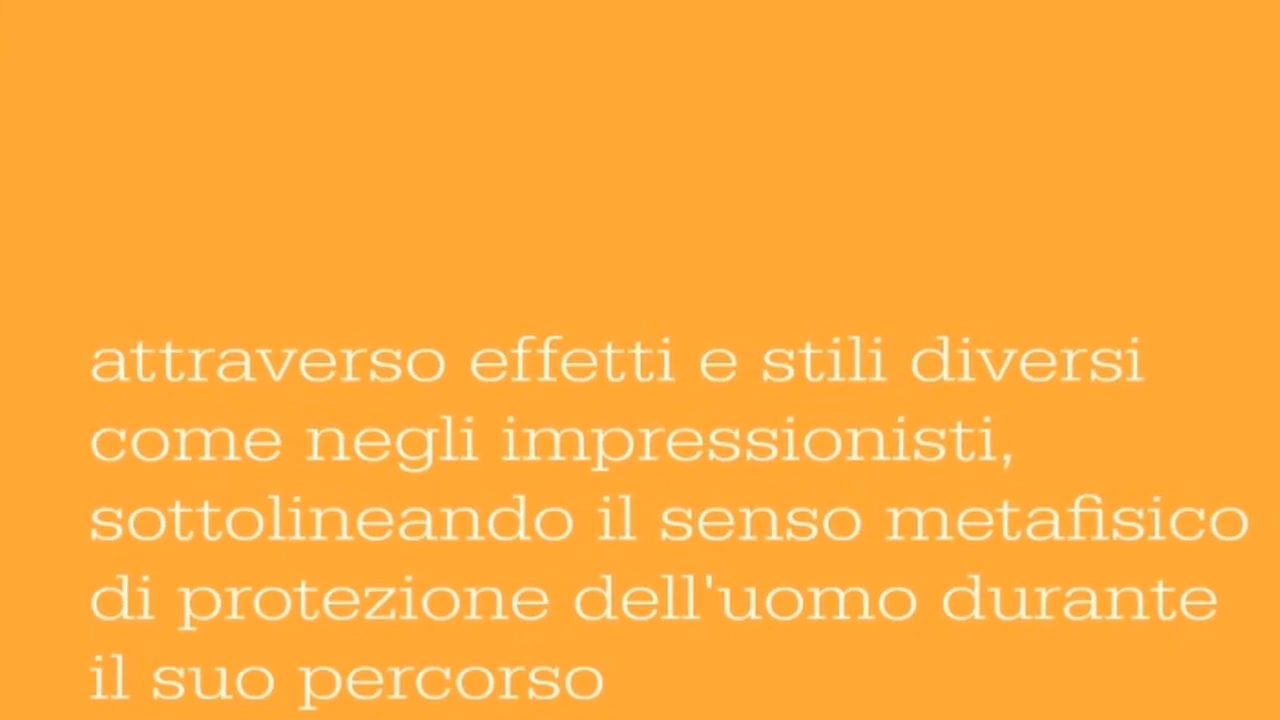 attraverso effetti e stili diversi
come negli impressionisti,
sottolineando il senso metafisico
di protezione dell'uomo durante
il suo percorso